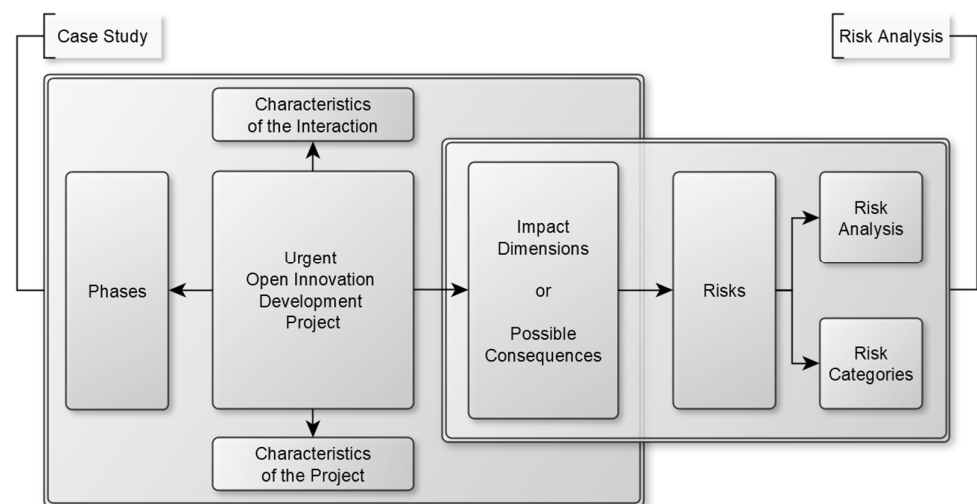 Case Study
Risk Analysis
Characteristics
of the Interaction
Phases
Urgent
Open Innovation
Development
Project
Impact
Dimensions
or
Possible
Consequences
Risks
Risk
Analysis
Risk
Categories
Characteristics
of the Project